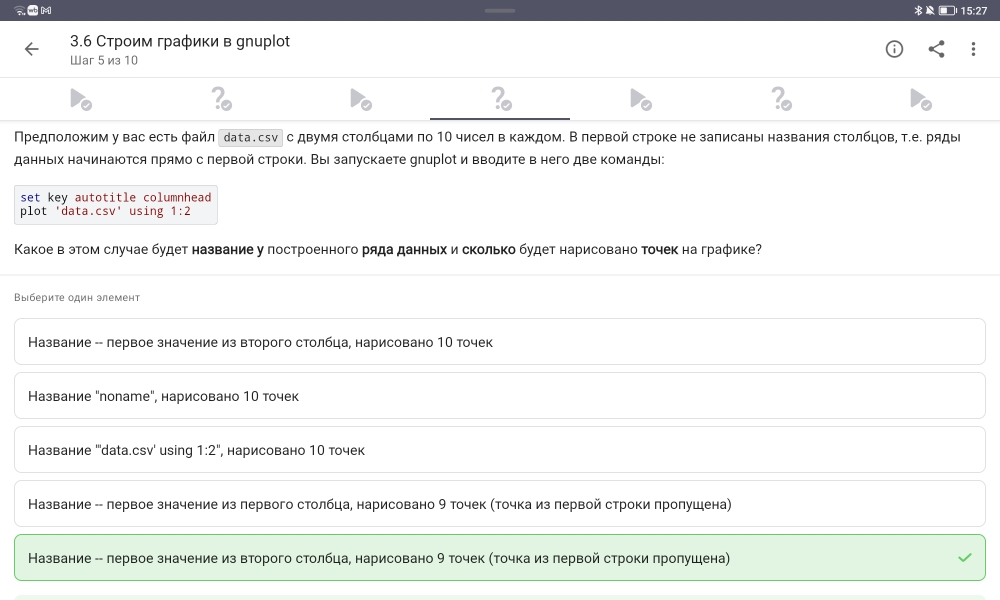 wb M 15:27
3.6 Строим графики в gnuplot
Шаг 5 из 10
Предположим у вас есть файл data.csv с двумя столбцами по 10 чисел в каждом. В первой строке не записаны названия столбцов, т.е. ряды
данных начинаются прямо с первой строки. Вы запускаете gnuplot и вводите в него две команды:
set key autotitle columnhead
plot 'data.csv' using 1:2
Какое в этом случае будет название у построенного ряда данных и сколько будет нарисовано точек на графике?
Выберите один элемент
Название -- первое значение из второго столбца, нарисовано 10 точек
Название "noname", нарисовано 10 точек
Название "'data.csv' using 1:2", нарисовано 10 точек
Название -- первое значение из первого столбца, нарисовано 9 точек (точка из первой строки пропущена)
Название -- первое значение из второго столбца, нарисовано 9 точек (точка из первой строки пропущена)